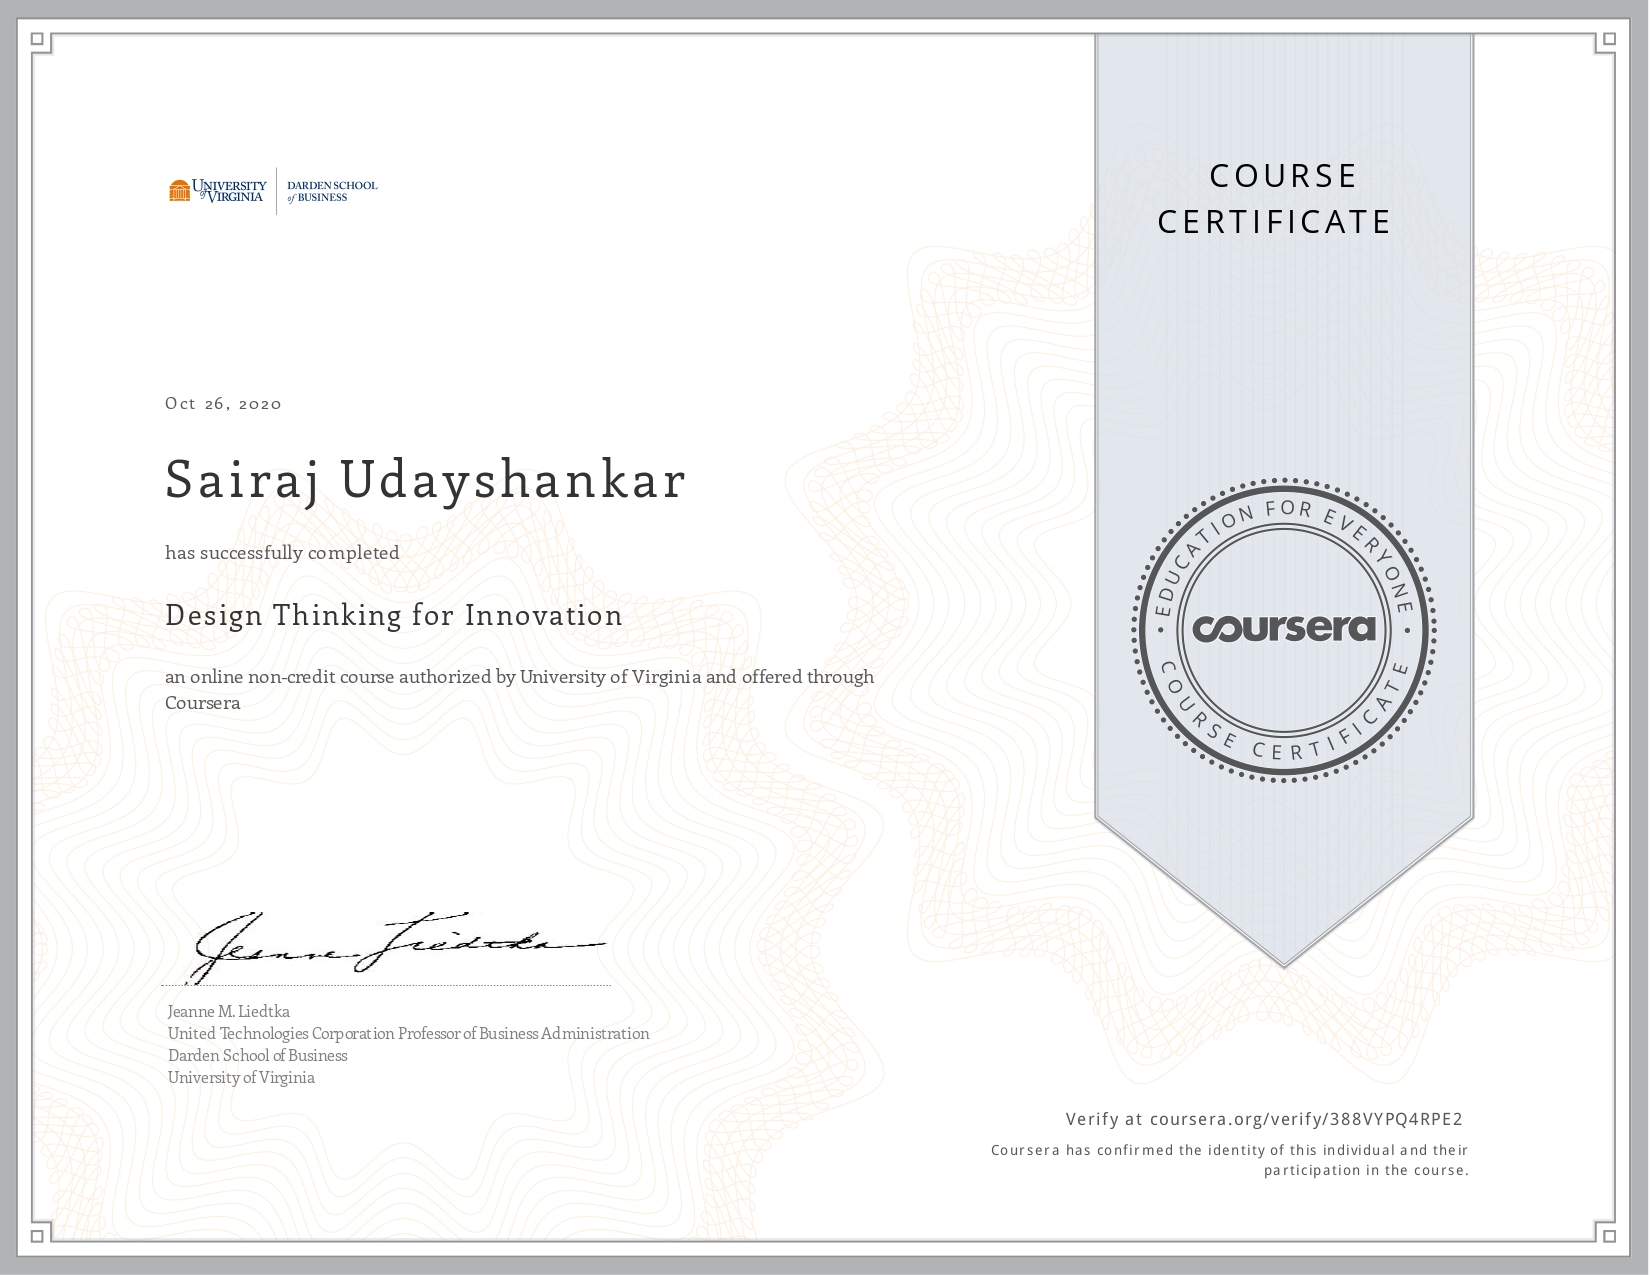 UNIVERSITY
of VIRGINIA
DARDEN SCHOOL
of BUSINESS
COURSE
CERTIFICATE
Oct 26, 2020
Sairaj Udayshankar
has successfully completed
Design Thinking for Innovation
an online non-credit course authorized by University of Virginia and offered through
Coursera
EDUCATION FOR EVERYONE
coursera
COURSE CERTIFICATE
Jeanne Liedtka
Jeanne M. Liedtka
United Technologies Corporation Professor of Business Administration
Darden School of Business
University of Virginia
Verify at coursera.org/verify/388VYPQ4RPE2
Coursera has confirmed the identity of this individual and their
participation in the course.